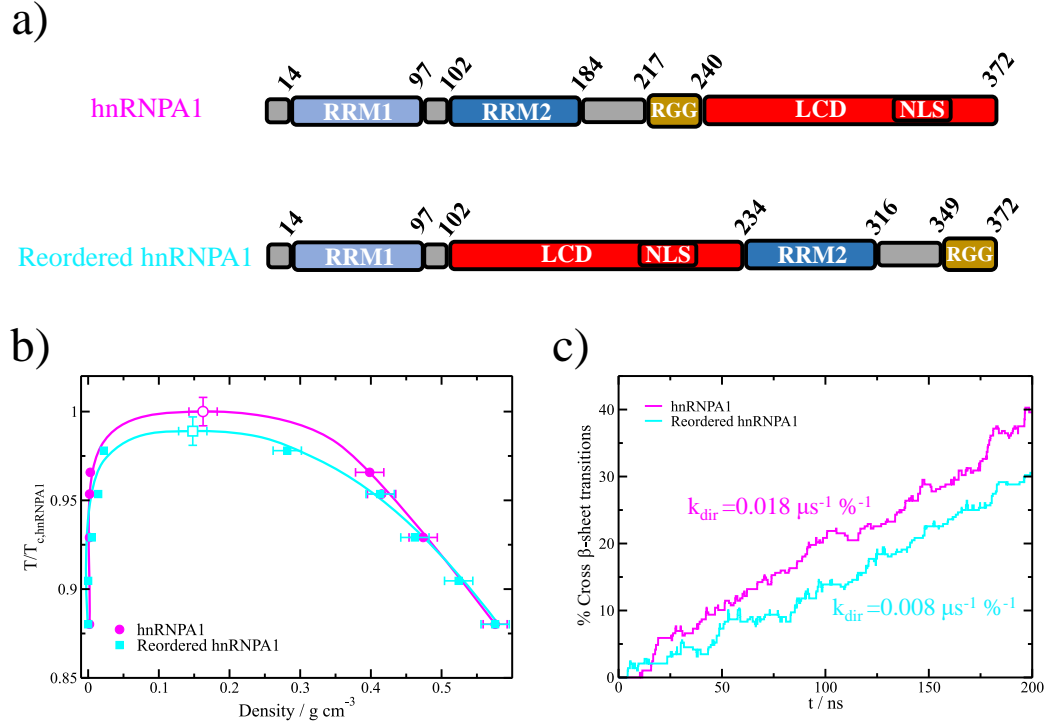 a)
14 97 102 184 217 240 372
hnRNPA1
RRM1 RRM2 RGG LCD NLS
14 97 102 234 316 349 372
Reordered hnRNPA1
RRM1 LCD NLS RRM2 RGG
b)
1
0.95
0.9
0.85
T/Tc,hnRNPA1
hnRNPA1
Reordered hnRNPA1
0 0.1 0.2 0.3 0.4 0.5
Density / g cm⁻³
c)
40
30
20
10
0
% Cross β-sheet transitions
hnRNPA1
Reordered hnRNPA1
kdir=0.018 μs⁻¹ %⁻¹
kdir=0.008 μs⁻¹ %⁻¹
0 50 100 150 200
t / ns